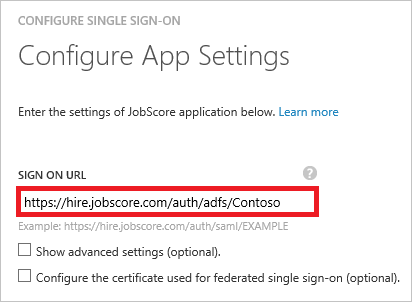 CONFIGURE SINGLE SIGN-ON
Configure App Settings
Enter the settings of JobScore application below. Learn more
SIGN ON URL
?
https://hire.jobscore.com/auth/adfs/Contoso
Example: https://hire.jobscore.com/auth/saml/EXAMPLE
Show advanced settings (optional).
Configure the certificate used for federated single sign-on (optional).